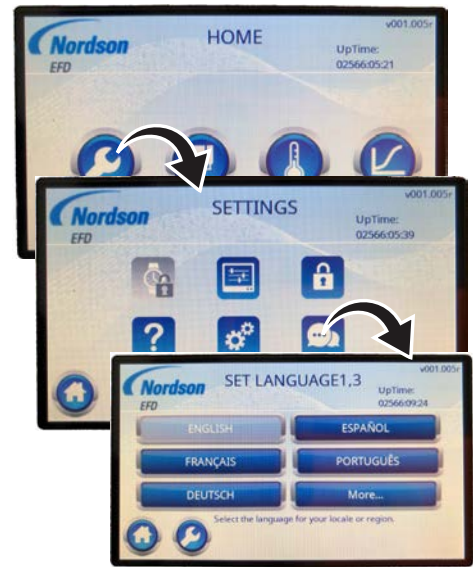 v001.005r
Nordson
HOME
EFD
UpTime:
02566:05:21
v001.005r
Nordson
SETTINGS
EFD
UpTime:
02566:05:39
?
v001.005r
Nordson
SET LANGUAGE1,3
EFD
UpTime:
02566:09:24
ENGLISH
ESPAÑOL
FRANÇAIS
PORTUGUÊS
DEUTSCH
More...
Select the language for your locale or region.